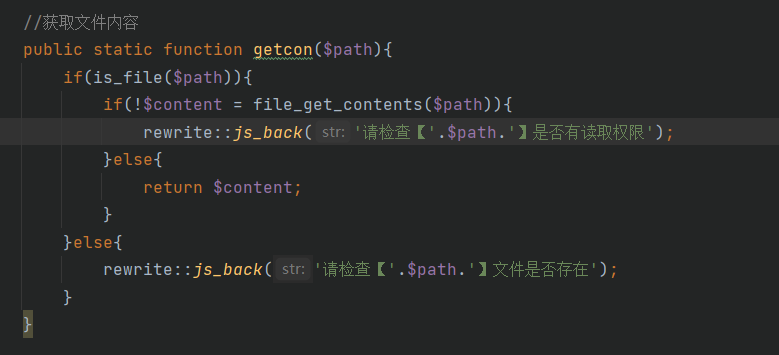 //获取文件内容
public static function getcon($path){
if(is_file($path)){
if(!$content = file_get_contents($path)){
rewrite::js_back( str: '请检查【'.$path.'】是否有读取权限');
}else{
return $content;
}
}else{
rewrite::js_back( str: '请检查【'.$path.'】文件是否存在');
}
}